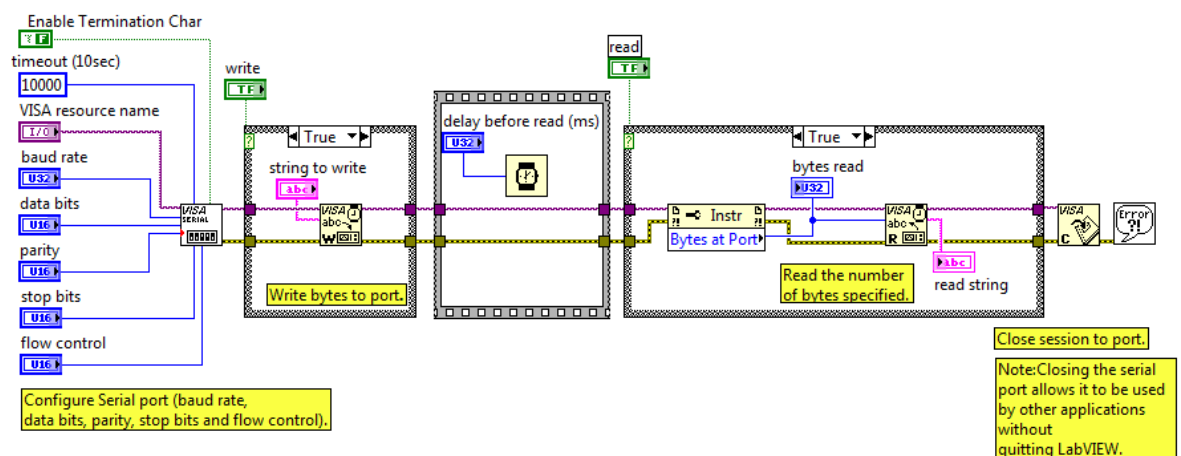 Enable Termination Char
F
timeout (10sec)
10000
VISA resource name
I/O
baud rate
U32
data bits
U16
parity
U16
stop bits
U16
flow control
U16
Configure Serial port (baud rate,
data bits, parity, stop bits and flow control).
VISA
SERIAL
write
TF
?
True
string to write
abc
VISA
abc
W
Write bytes to port.
delay before read (ms)
U32
read
TF
?
True
bytes read
U32
?!
Instr
?!
Bytes at Port
VISA
abc
R
abc
read string
Read the number
of bytes specified.
VISA
C
Error
?!
Close session to port.
Note:Closing the serial
port allows it to be used
by other applications
without
quitting LabVIEW.